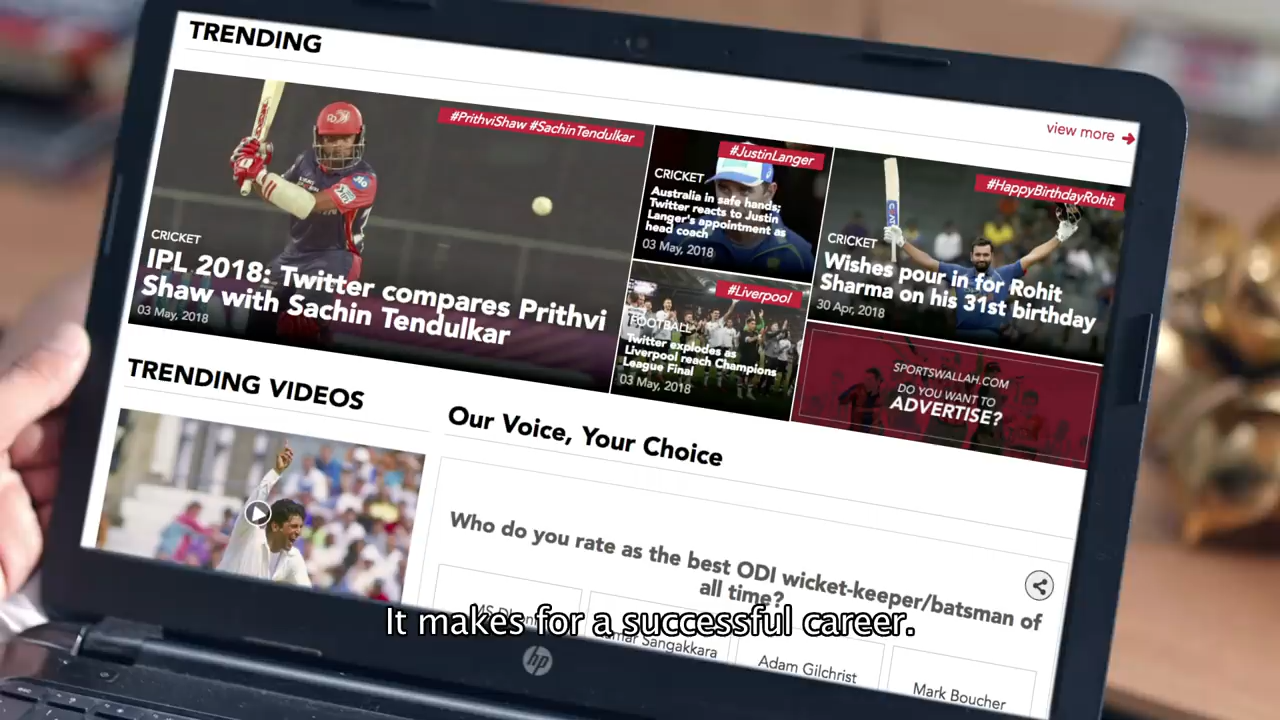 TRENDING
view more
#PrithviShaw #SachinTendulkar
CRICKET
IPL 2018: Twitter compares Prithvi
Shaw with Sachin Tendulkar
03 May, 2018
#JustinLanger
CRICKET
Australia in safe hands;
Twitter reacts to Justin
Langer's appointment as
head coach
03 May, 2018
#Liverpool
FOOTBALL
Twitter explodes as
Liverpool reach Champions
League Final
03 May, 2018
#HappyBirthdayRohit
CRICKET
Wishes pour in for Rohit
Sharma on his 31st birthday
30 Apr, 2018
SPORTSWALLAH.COM
DO YOU WANT TO
ADVERTISE?
TRENDING VIDEOS
Our Voice, Your Choice
Who do you rate as the best ODI wicket-keeper/batsman of
all time?
Sangakkara
Adam Gilchrist
Mark Boucher
It makes for a successful career.
hp